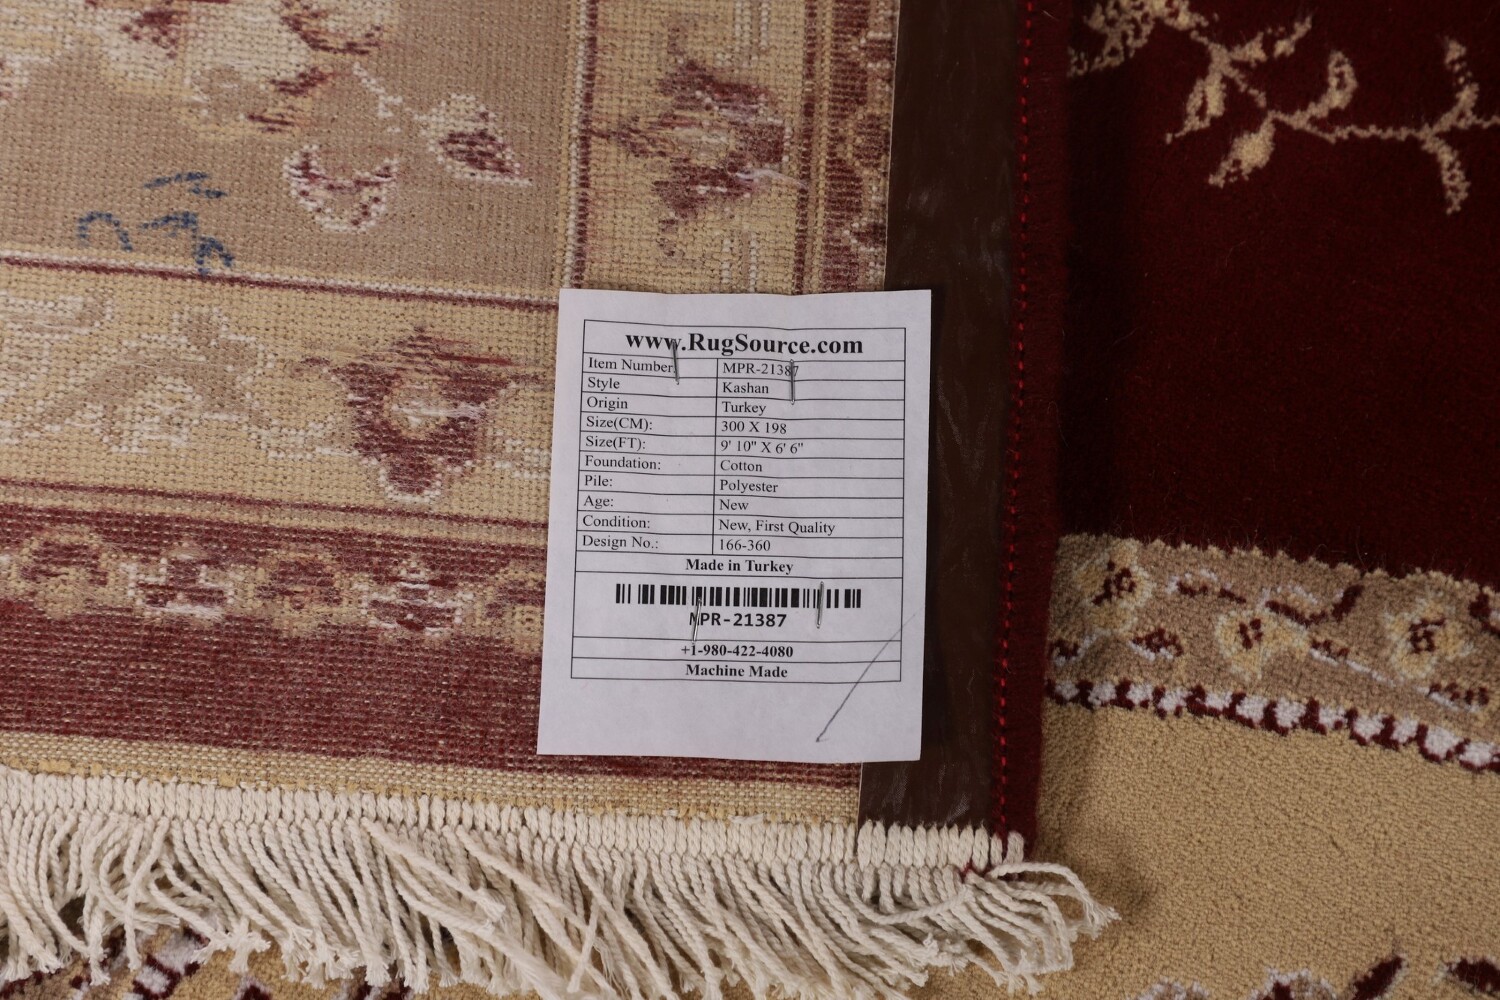 www.RugSource.com
Item Number: MPR-21387
Style Kashan
Origin Turkey
Size(CM): 300 X 198
Size(FT): 9' 10" X 6' 6"
Foundation: Cotton
Pile: Polyester
Age: New
Condition: New, First Quality
Design No.: 166-360
Made in Turkey
MPR-21387
+1-980-422-4080
Machine Made